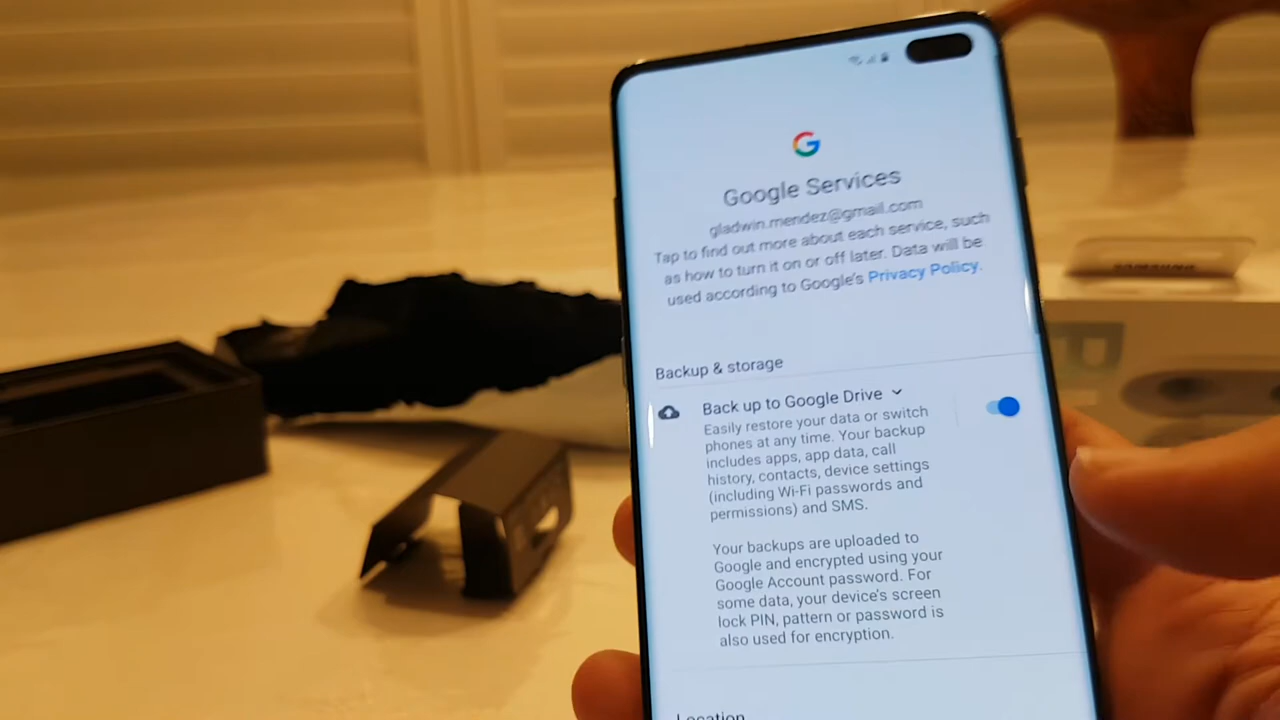 Google Services
gladwin.mendez@gmail.com
Tap to find out more about each service, such
as how to turn it on or off later. Data will be
used according to Google's Privacy Policy.
Backup & storage
Back up to Google Drive
Easily restore your data or switch
phones at any time. Your backup
includes apps, app data, call
history, contacts, device settings
(including Wi-Fi passwords and
permissions) and SMS.
Your backups are uploaded to
Google and encrypted using your
Google Account password. For
some data, your device's screen
lock PIN, pattern or password is
also used for encryption.
Location
SAMSUNG